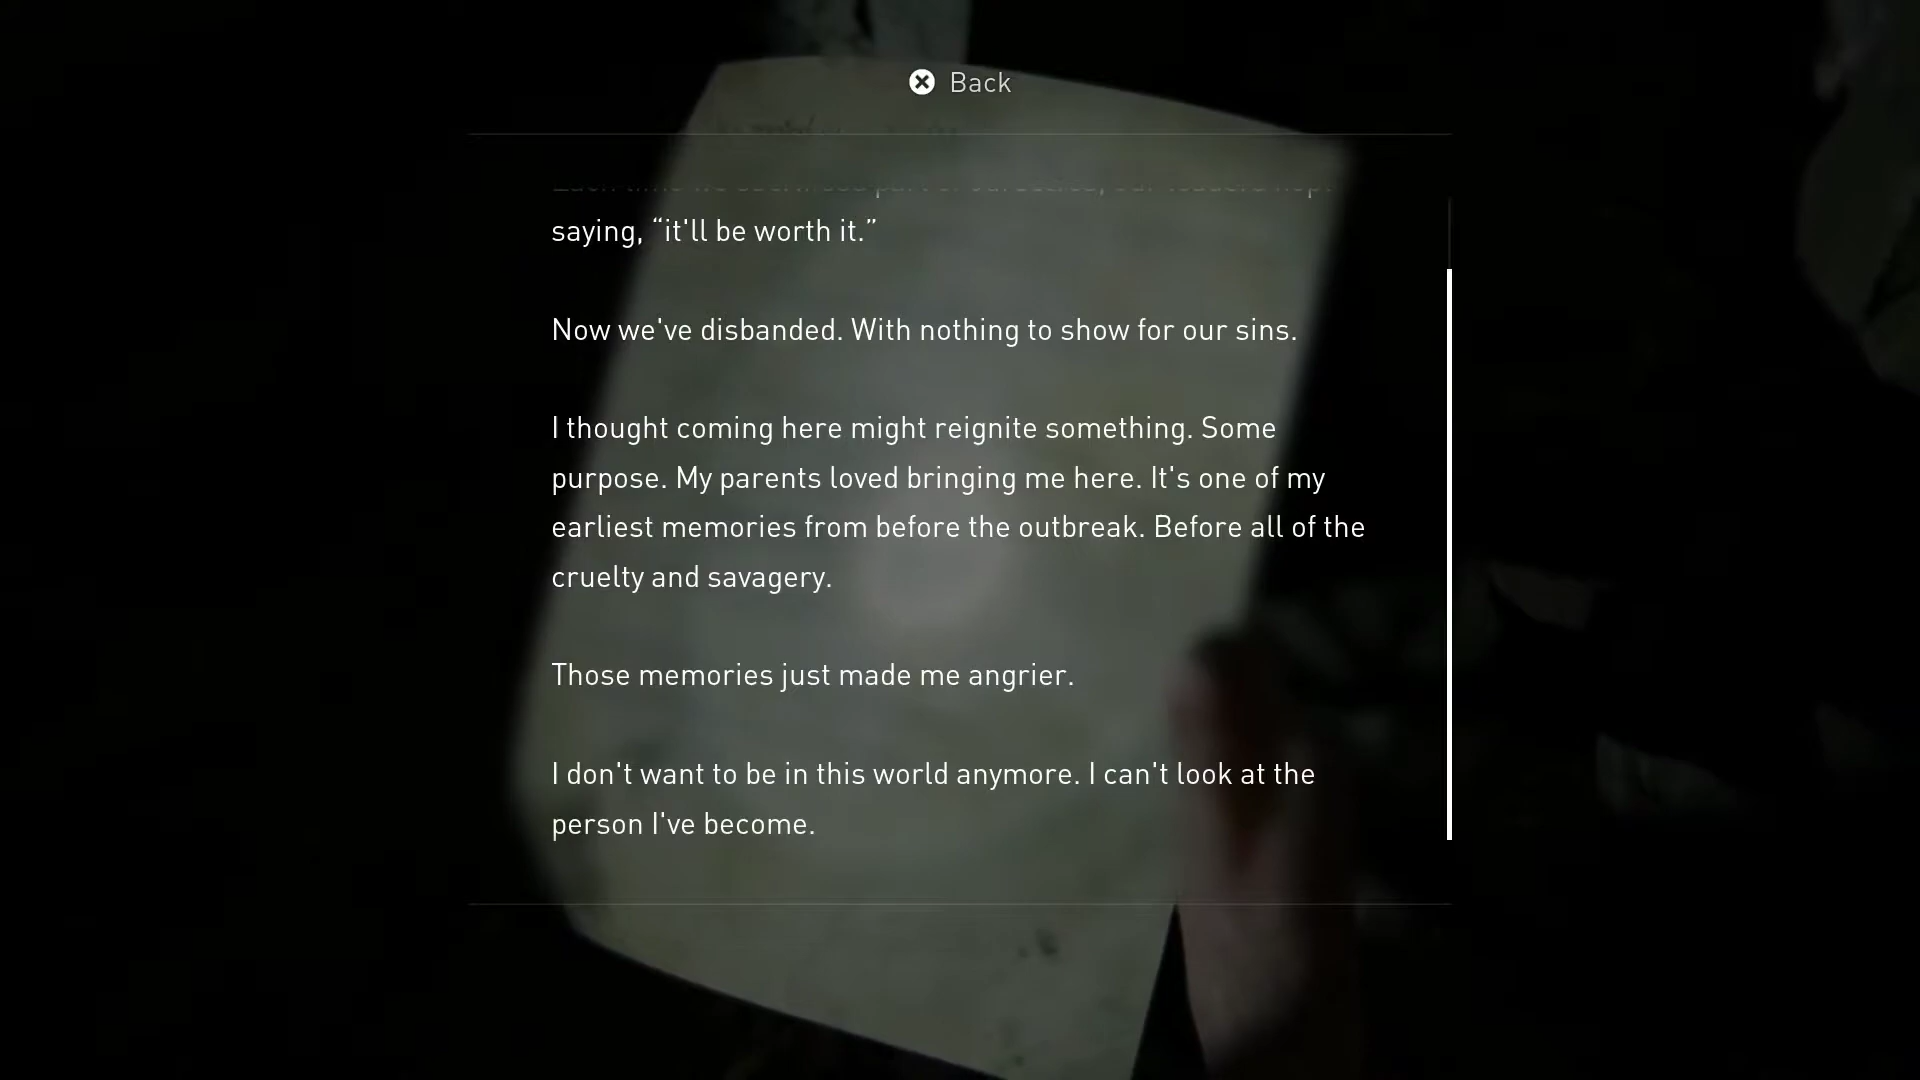 Back
saying, “it'll be worth it.”
Now we've disbanded. With nothing to show for our sins.
I thought coming here might reignite something. Some
purpose. My parents loved bringing me here. It's one of my
earliest memories from before the outbreak. Before all of the
cruelty and savagery.
Those memories just made me angrier.
I don't want to be in this world anymore. I can't look at the
person I've become.